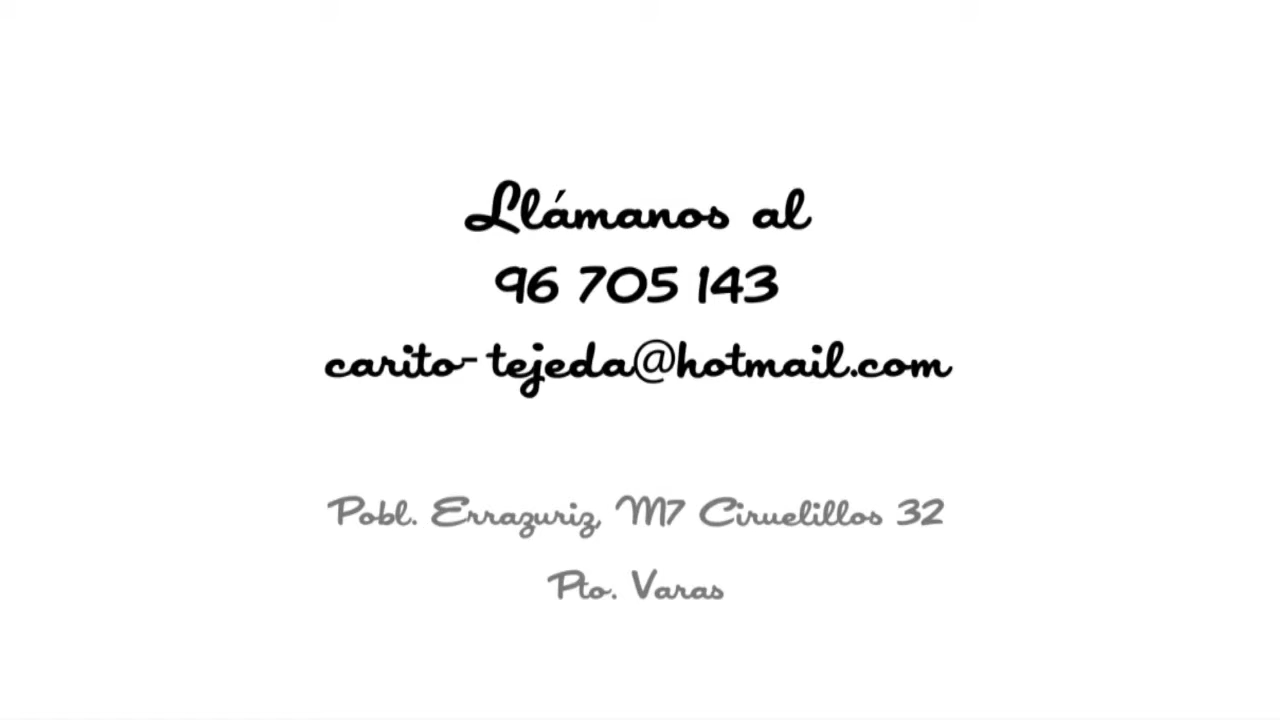 Llámanos al
96 705 143
carito-tejeda@hotmail.com
Pobl. Errazuriz, M7 Ciruelillos 32
Pto. Varas